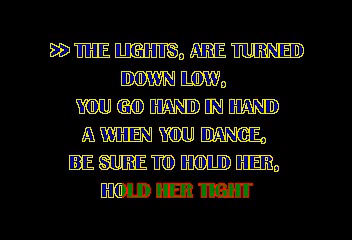 >> THE LIGHTS, ARE TURNED
DOWN LOW,
YOU GO HAND IN HAND
A WHEN YOU DANCE,
BE SURE TO HOLD HER,
HOLD HER TIGHT